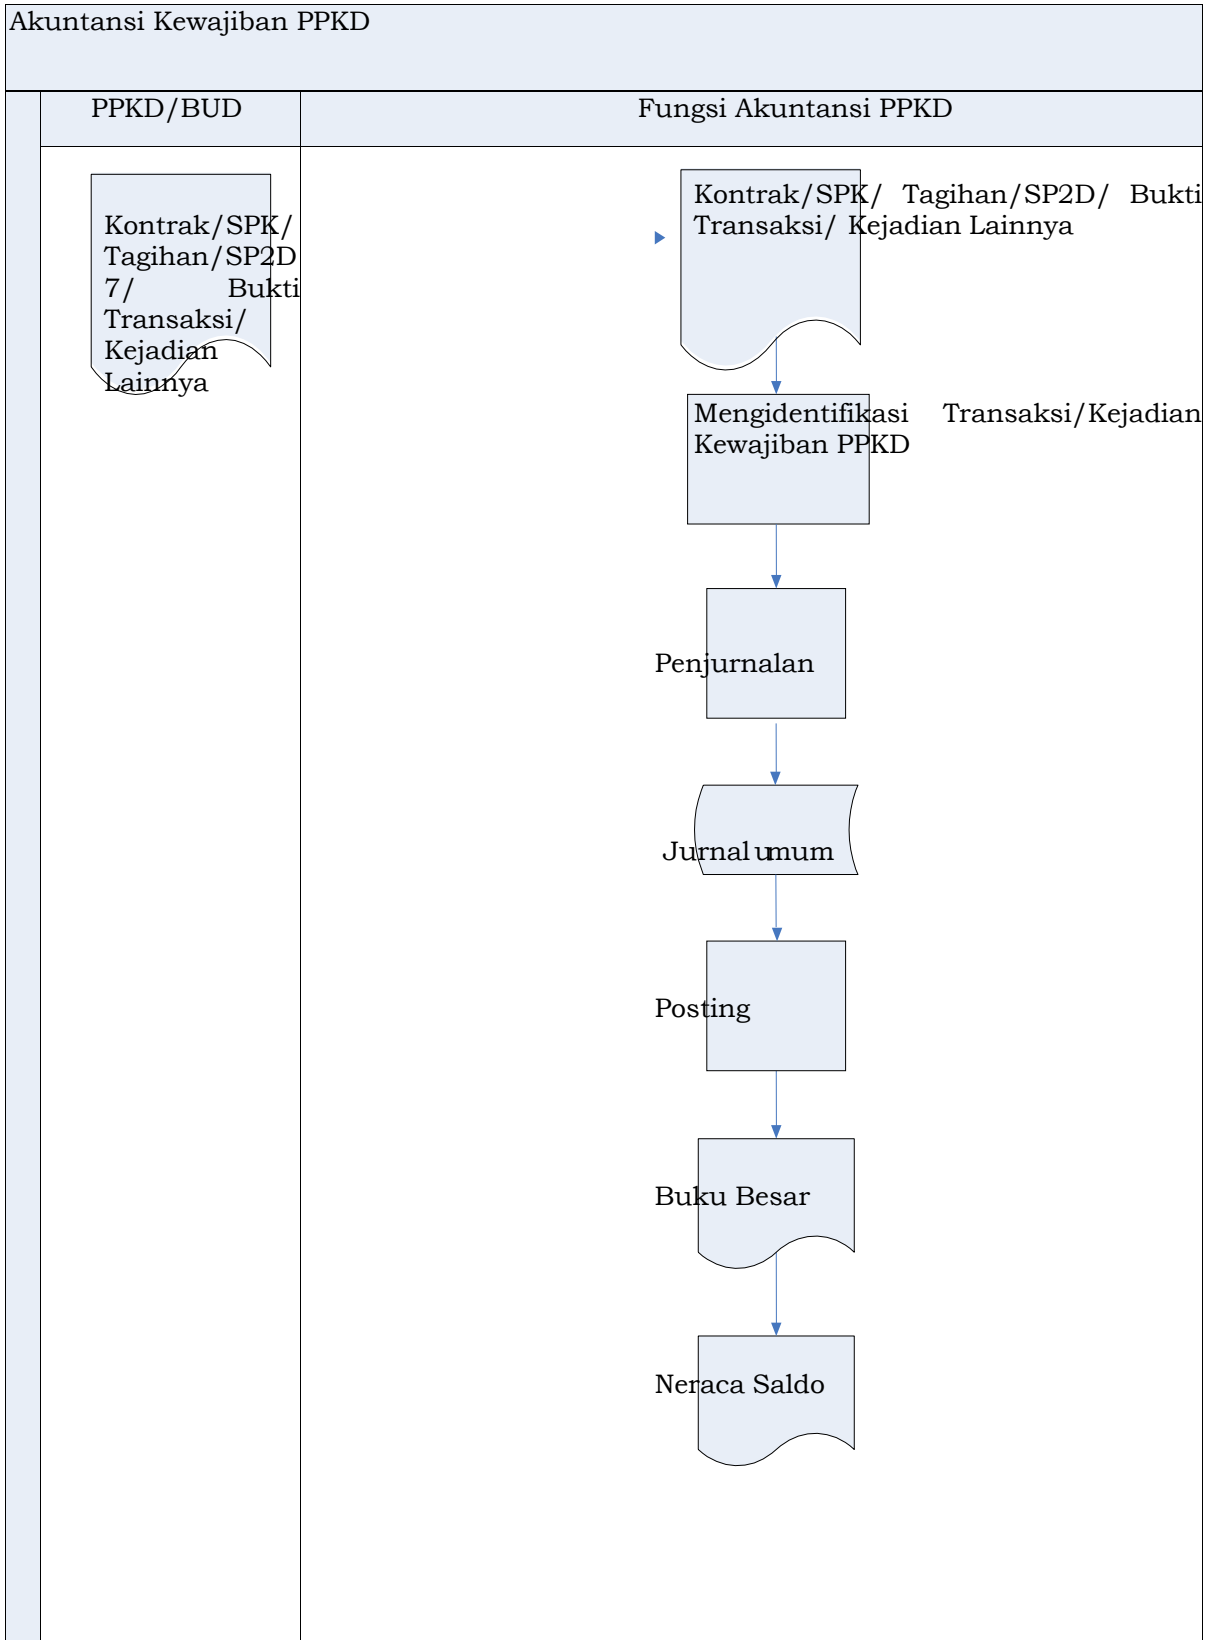 Akuntansi Kewajiban PPKD
PPKD/BUD
Fungsi Akuntansi PPKD
Kontrak/SPK/
Tagihan/SP2D
7/ Bukti
Transaksi/
Kejadian
Lainnya
Kontrak/SPK/ Tagihan/SP2D/ Bukti
Transaksi/ Kejadian Lainnya
Mengidentifikasi Transaksi/Kejadian
Kewajiban PPKD
Penjurnalan
Jurnal umum
Posting
Buku Besar
Neraca Saldo